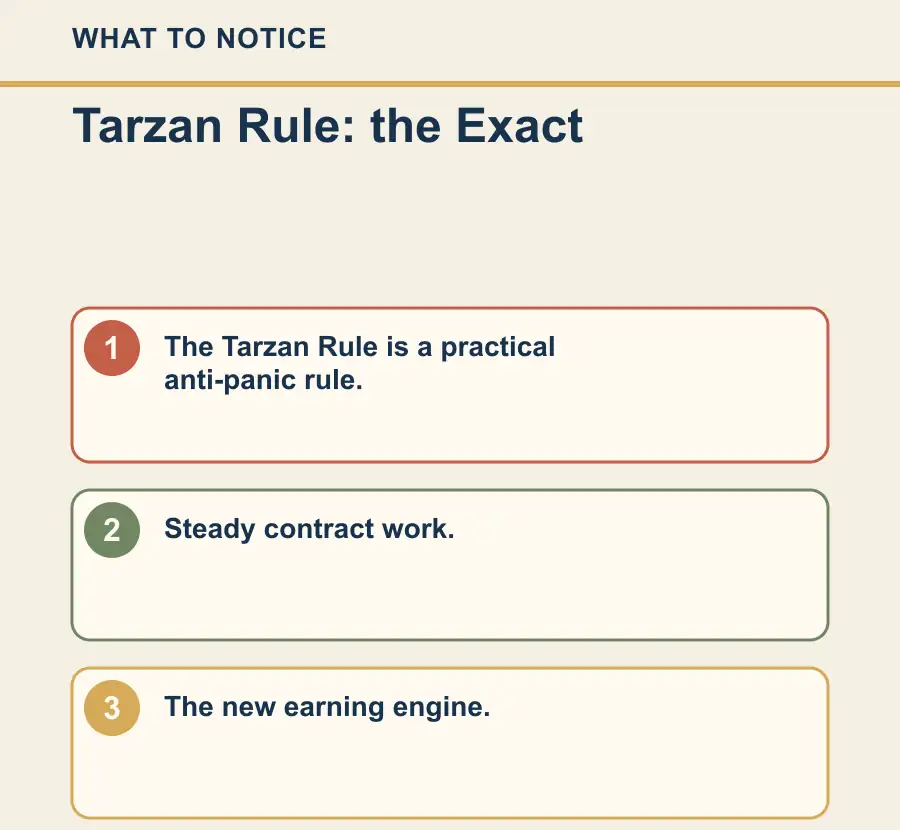 WHAT TO NOTICE
Tarzan Rule: the Exact
1
The Tarzan Rule is a practical
anti-panic rule.
2
Steady contract work.
3
The new earning engine.